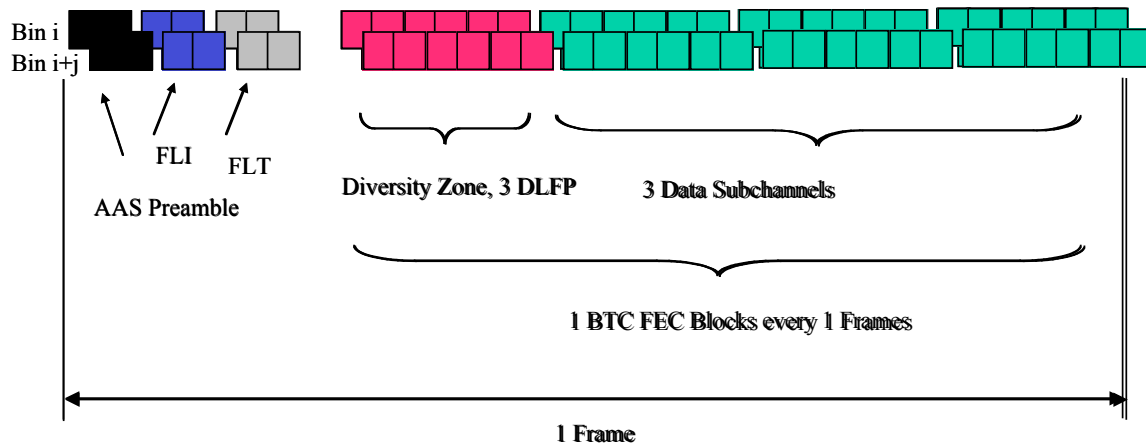 Bin i
Bin i+j
FLI
FLT
AAS Preamble
Diversity Zone, 3 DLFP
3 Data Subchannels
1 BTC FEC Blocks every 1 Frames
1 Frame